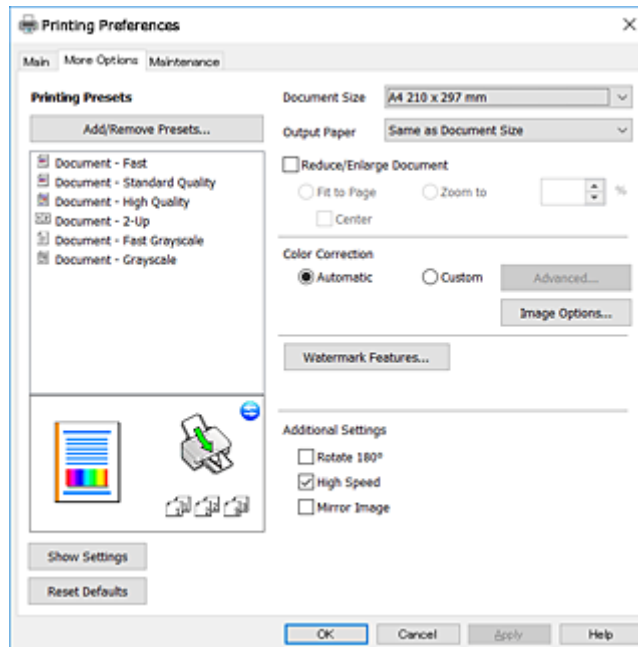 Printing Preferences
Main More Options Maintenance
Printing Presets
Add/Remove Presets...
Document - Fast
Document - Standard Quality
Document - High Quality
Document - 2-Up
Document - Fast Grayscale
Document - Grayscale
Show Settings
Reset Defaults
Document Size A4 210 x 297 mm
Output Paper Same as Document Size
Reduce/Enlarge Document
Fit to Page Zoom to %
Center
Color Correction
Automatic Custom Advanced...
Image Options...
Watermark Features...
Additional Settings
Rotate 180°
High Speed
Mirror Image
OK Cancel Apply Help